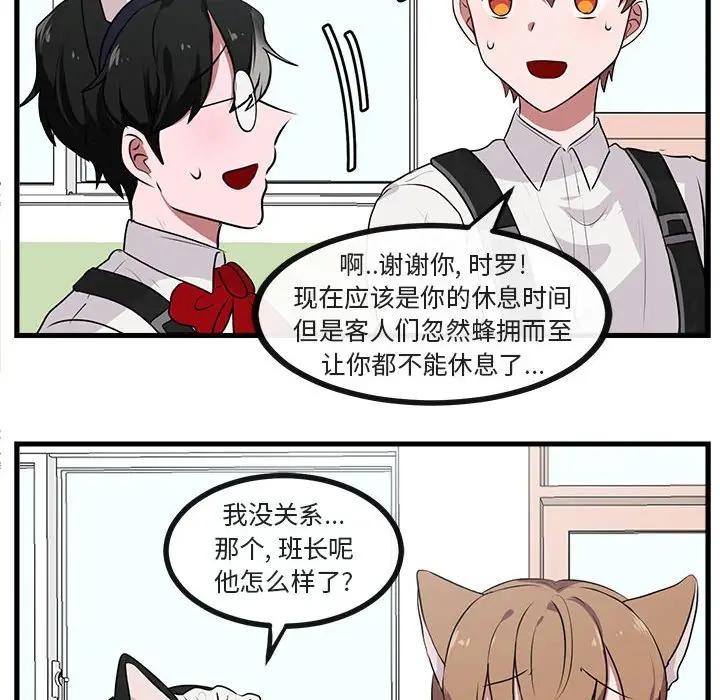 啊..谢谢你, 时罗!
现在应该是你的休息时间
但是客人们忽然蜂拥而至
让你都不能休息了...
我没关系...
那个, 班长呢
他怎么样了?